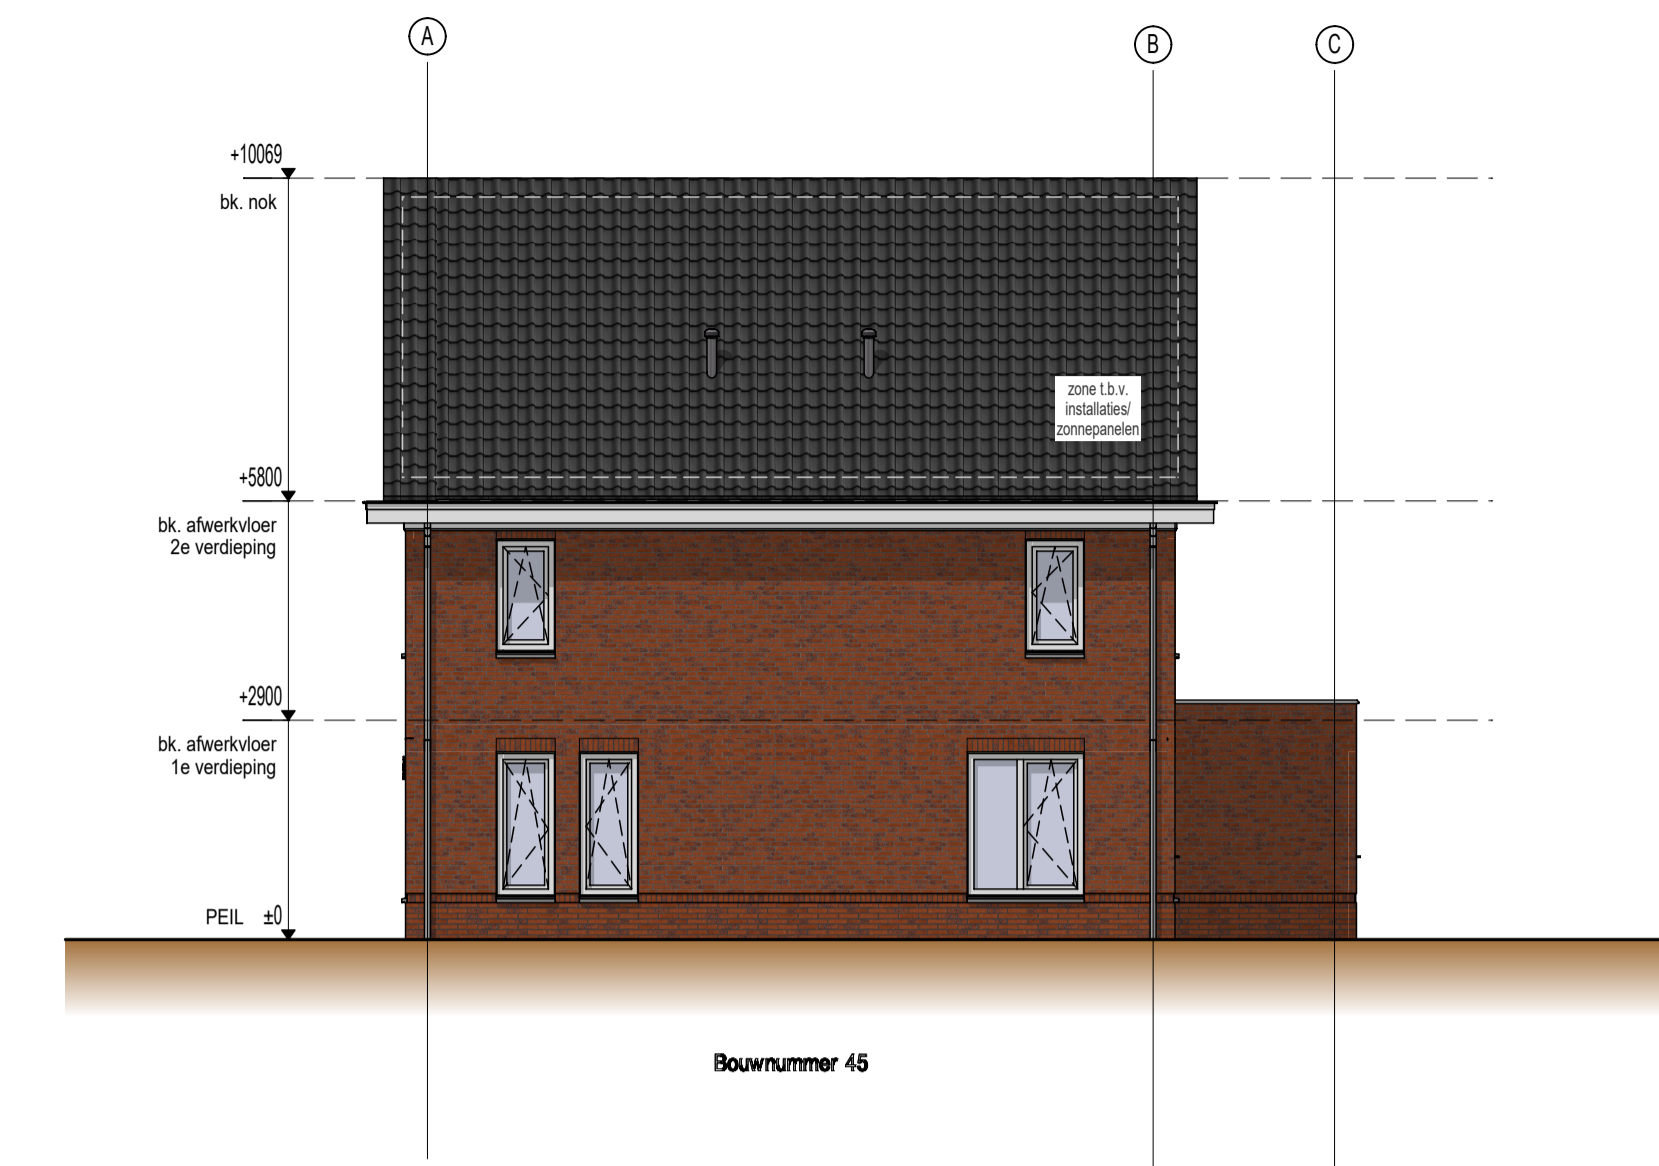 A
B
C
+10069
bk. nok
zone t.b.v.
installaties/
zonnepanelen
+5800
bk. afwerkvloer
2e verdieping
+2900
bk. afwerkvloer
1e verdieping
PEIL ±0
Bouwnummer 45